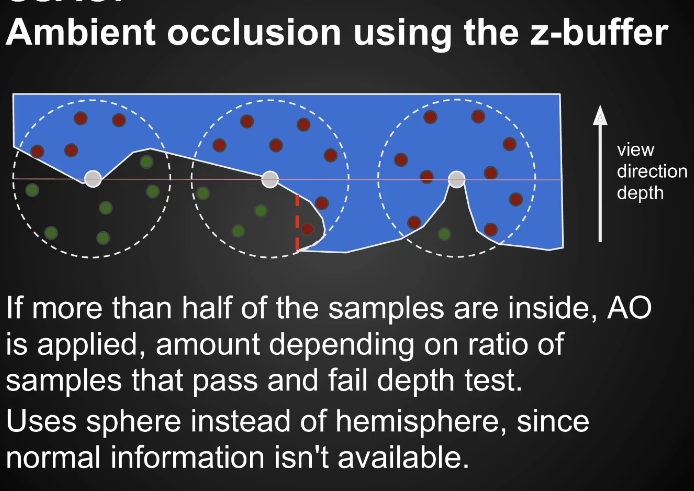 Ambient occlusion using the z-buffer
view
direction
depth
If more than half of the samples are inside, AO
is applied, amount depending on ratio of
samples that pass and fail depth test.
Uses sphere instead of hemisphere, since
normal information isn't available.